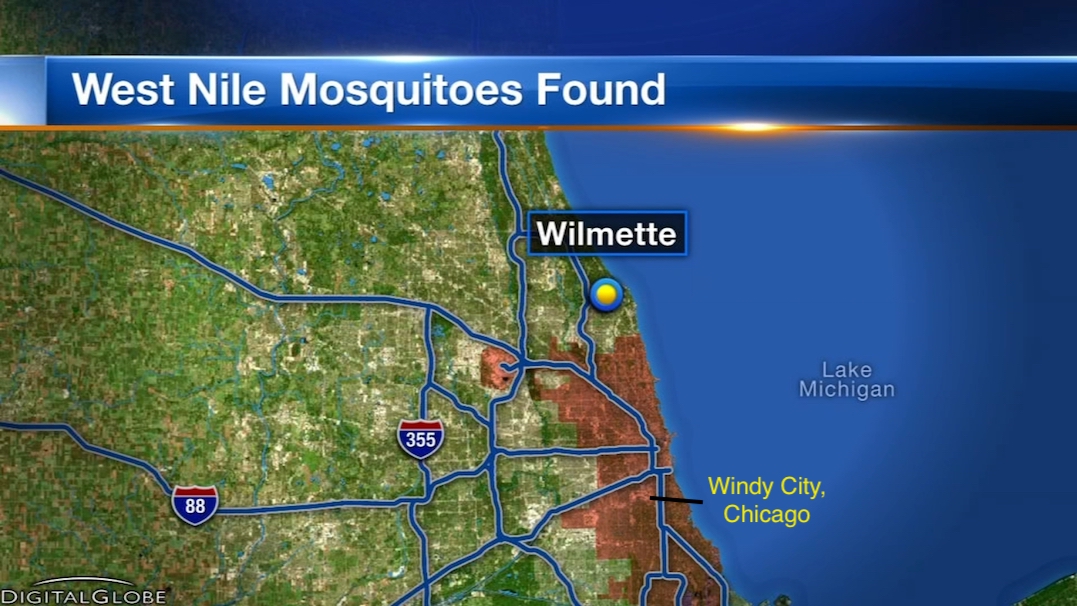 West Nile Mosquitoes Found
Wilmette
Lake
Michigan
355
Windy City,
Chicago
88
DIGITALGLOBE